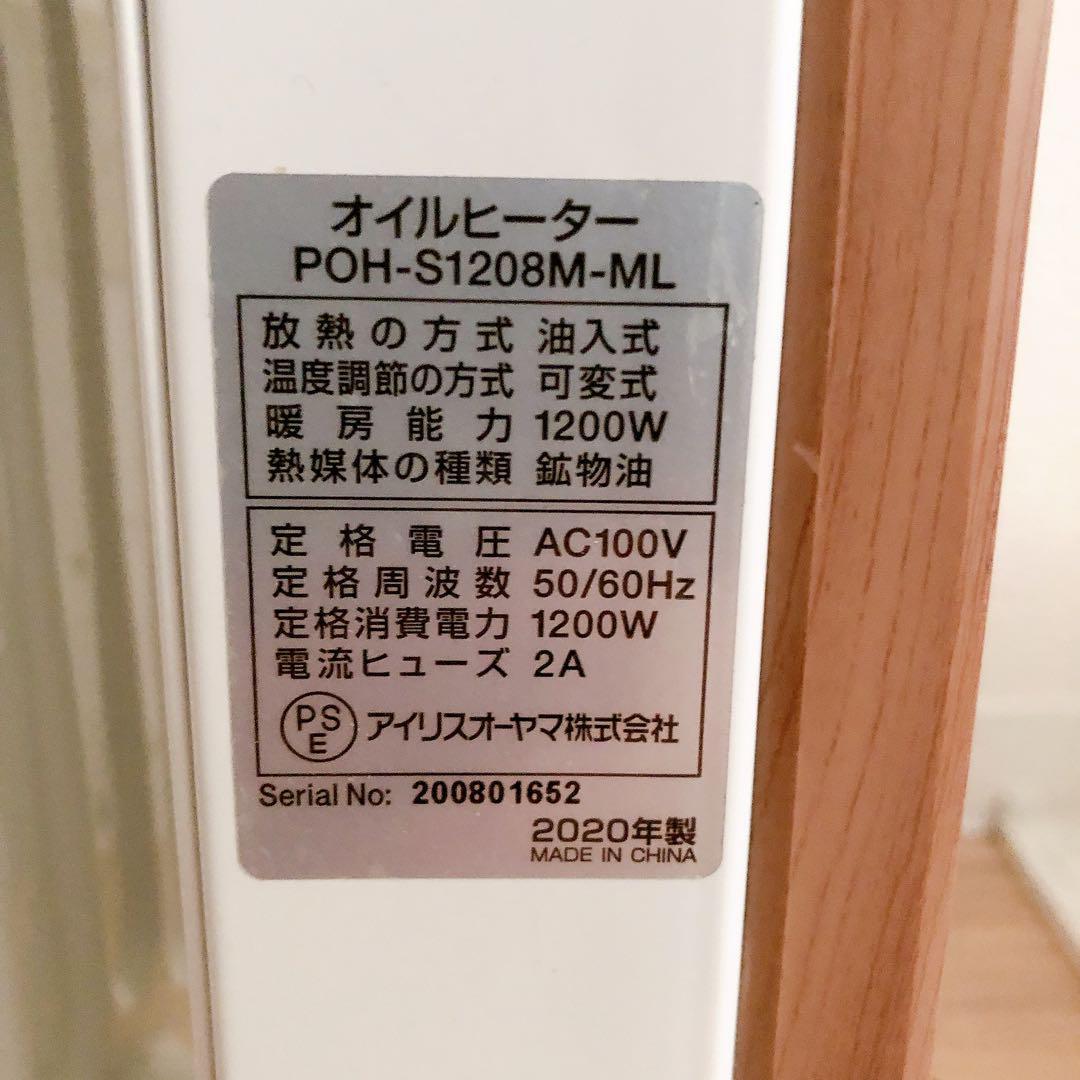 オイルヒーター
POH-S1208M-ML
放熱の方式 油入式
温度調節の方式 可変式
暖房能力 1200W
熱媒体の種類 鉱物油
定格電圧 AC100V
定格周波数 50/60Hz
定格消費電力 1200W
電流ヒューズ 2A
PSE アイリスオーヤマ株式会社
Serial No: 200801652
2020年製
MADE IN CHINA